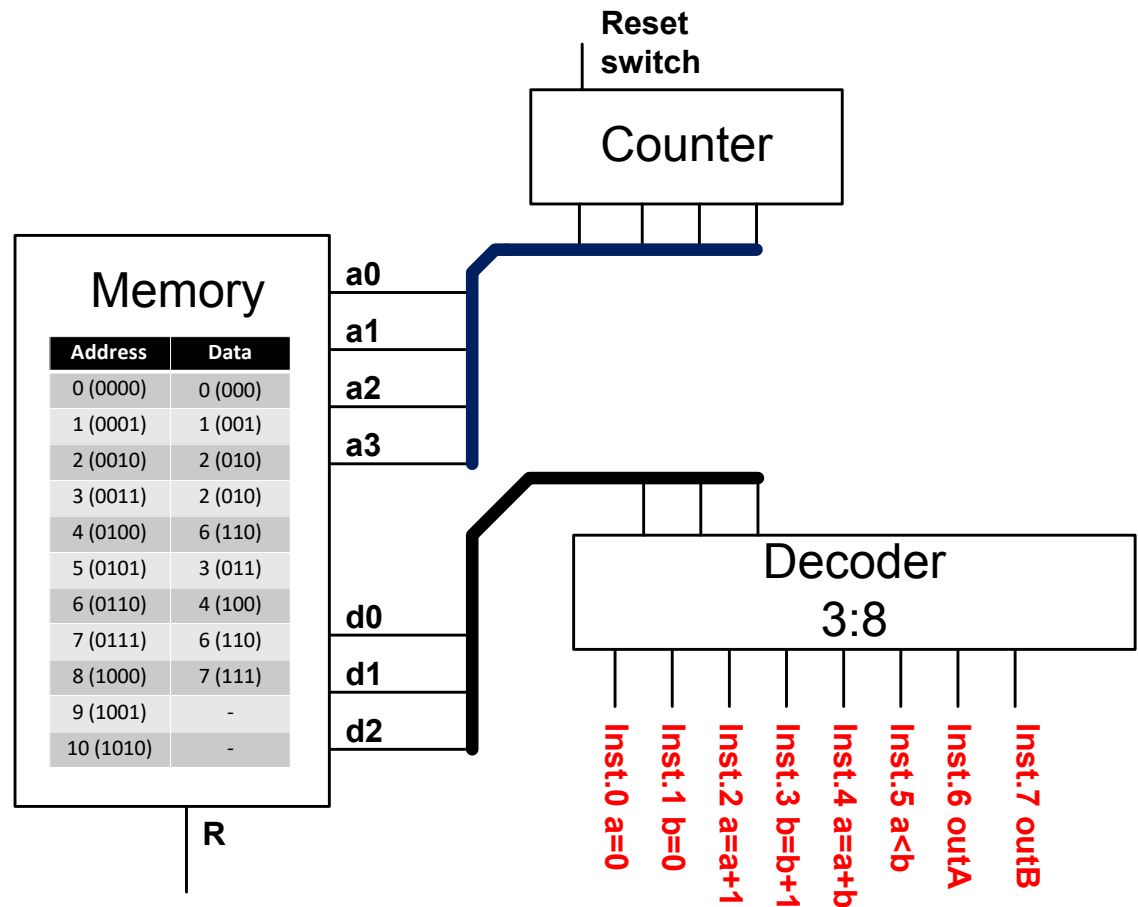 Reset
switch
Counter
Memory
Address Data
0 (0000) 0 (000)
1 (0001) 1 (001)
2 (0010) 2 (010)
3 (0011) 2 (010)
4 (0100) 6 (110)
5 (0101) 3 (011)
6 (0110) 4 (100)
7 (0111) 6 (110)
8 (1000) 7 (111)
9 (1001) -
10 (1010) -
a0
a1
a2
a3
d0
d1
d2
R
Decoder
3:8
Inst.0 a=0
Inst.1 b=0
Inst.2 a=a+1
Inst.3 b=b+1
Inst.4 a=a+b
Inst.5 a<b
Inst.6 outA
Inst.7 outB